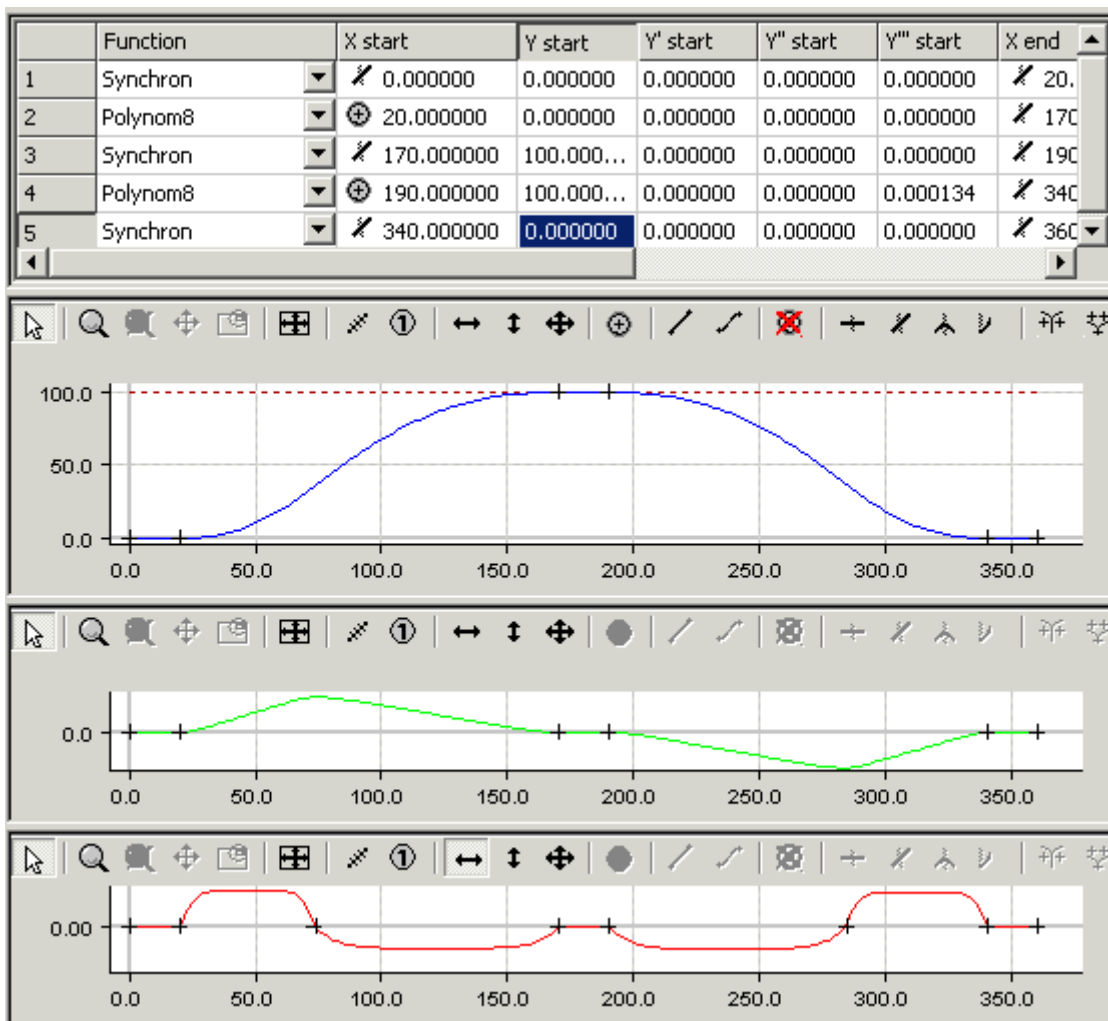 Function X start Y start Y' start Y'' start Y''' start X end
1 Synchron 0.000000 0.000000 0.000000 0.000000 0.000000 20.
2 Polynom8 20.000000 0.000000 0.000000 0.000000 0.000000 170
3 Synchron 170.000000 100.000... 0.000000 0.000000 0.000000 190
4 Polynom8 190.000000 100.000... 0.000000 0.000000 0.000134 340
5 Synchron 340.000000 0.000000 0.000000 0.000000 0.000000 360
1
100.0
50.0
0.0
0.0 50.0 100.0 150.0 200.0 250.0 300.0 350.0
1
0.0
0.0 50.0 100.0 150.0 200.0 250.0 300.0 350.0
1
0.00
0.0 50.0 100.0 150.0 200.0 250.0 300.0 350.0